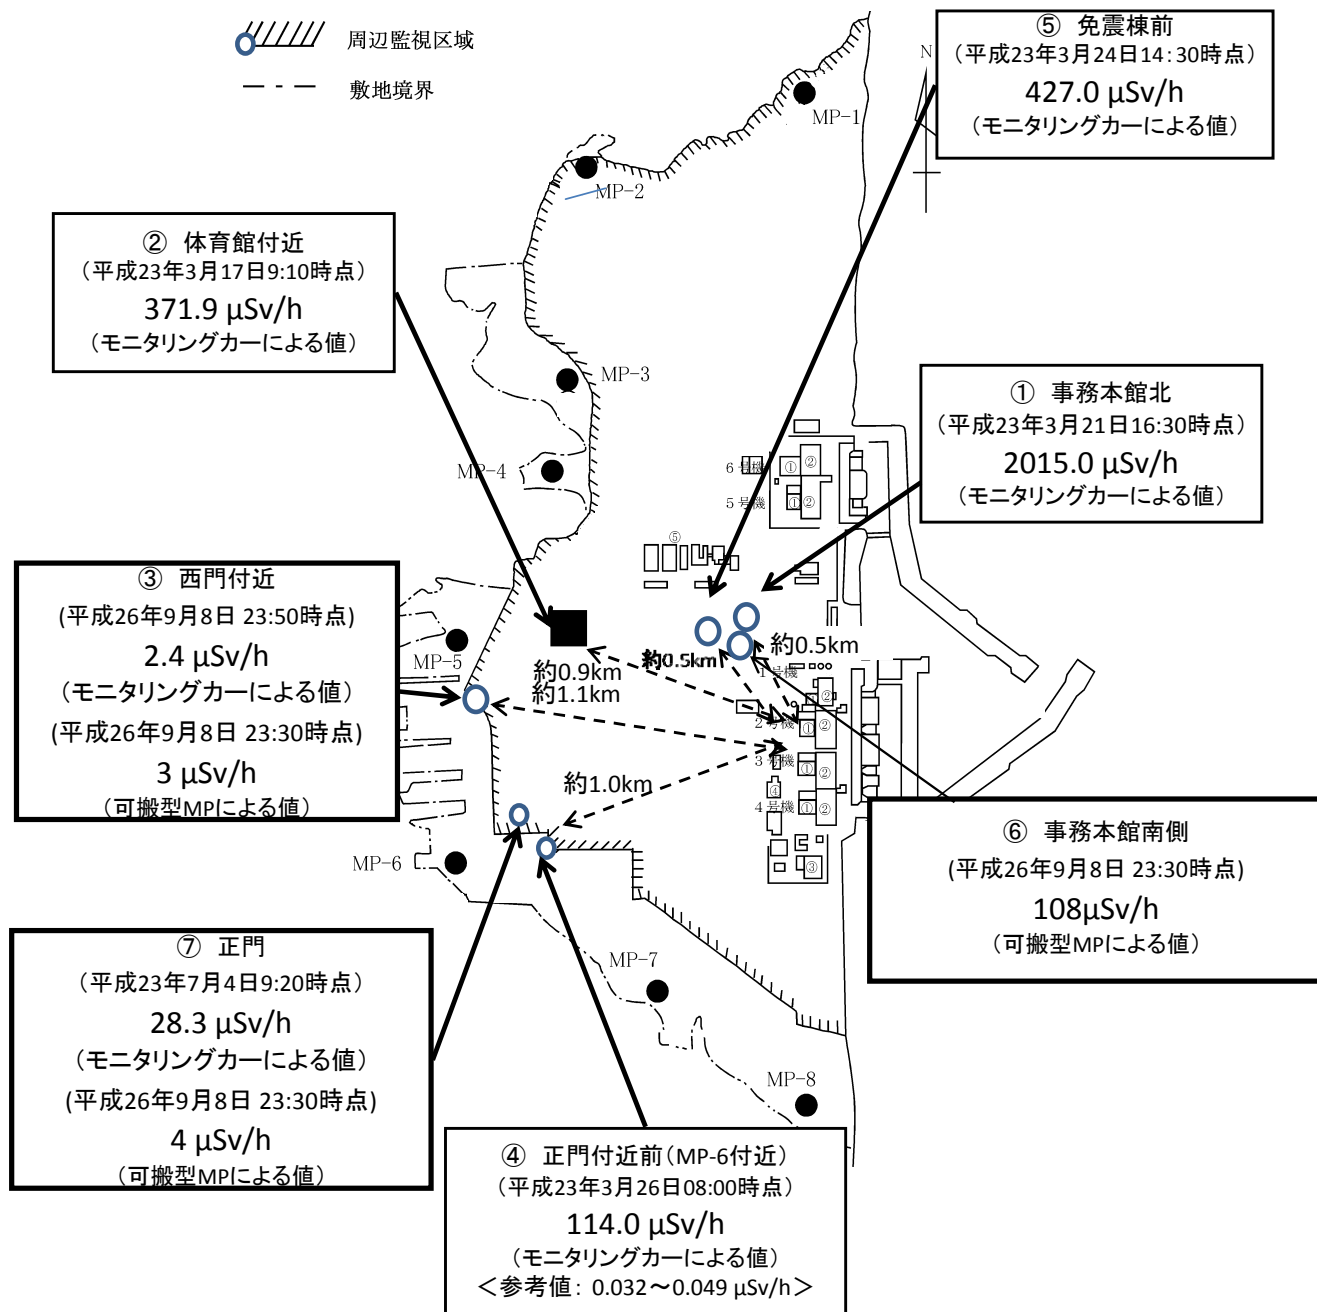 周辺監視区域
敷地境界
⑤ 免震棟前
(平成23年3月24日14:30時点)
427.0 μSv/h
(モニタリングカーによる値)
N
MP-1
MP-2
② 体育館付近
(平成23年3月17日9:10時点)
371.9 μSv/h
(モニタリングカーによる値)
MP-3
① 事務本館北
(平成23年3月21日16:30時点)
2015.0 μSv/h
(モニタリングカーによる値)
MP-4
6号機
① ②
5号機
① ②
⑤
③ 西門付近
(平成26年9月8日 23:50時点)
2.4 μSv/h
(モニタリングカーによる値)
(平成26年9月8日 23:30時点)
3 μSv/h
(可搬型MPによる値)
MP-5
約0.9km
約1.1km
約0.5km
約0.5km
1号機
②
2号機
① ②
3号機
① ②
④
4号機
① ②
③
約1.0km
MP-6
⑥ 事務本館南側
(平成26年9月8日 23:30時点)
108μSv/h
(可搬型MPによる値)
⑦ 正門
(平成23年7月4日9:20時点)
28.3 μSv/h
(モニタリングカーによる値)
(平成26年9月8日 23:30時点)
4 μSv/h
(可搬型MPによる値)
MP-7
MP-8
④ 正門付近前(MP-6付近)
(平成23年3月26日08:00時点)
114.0 μSv/h
(モニタリングカーによる値)
<参考値: 0.032~0.049 μSv/h>